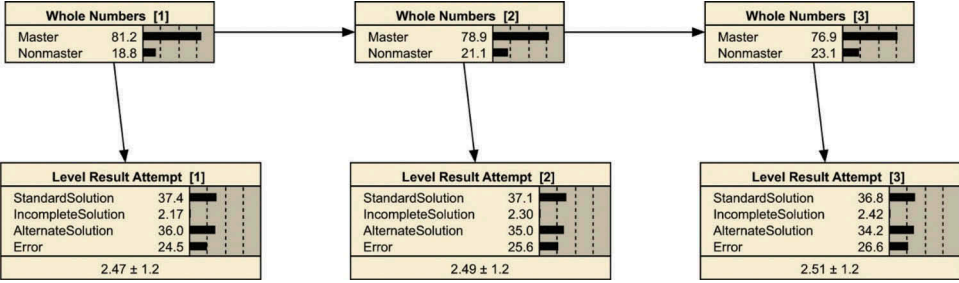 Whole Numbers [1]
Master 81.2
Nonmaster 18.8
Whole Numbers [2]
Master 78.9
Nonmaster 21.1
Whole Numbers [3]
Master 76.9
Nonmaster 23.1
Level Result Attempt [1]
StandardSolution 37.4
IncompleteSolution 2.17
AlternateSolution 36.0
Error 24.5
2.47 ± 1.2
Level Result Attempt [2]
StandardSolution 37.1
IncompleteSolution 2.30
AlternateSolution 35.0
Error 25.6
2.49 ± 1.2
Level Result Attempt [3]
StandardSolution 36.8
IncompleteSolution 2.42
AlternateSolution 34.2
Error 26.6
2.51 ± 1.2